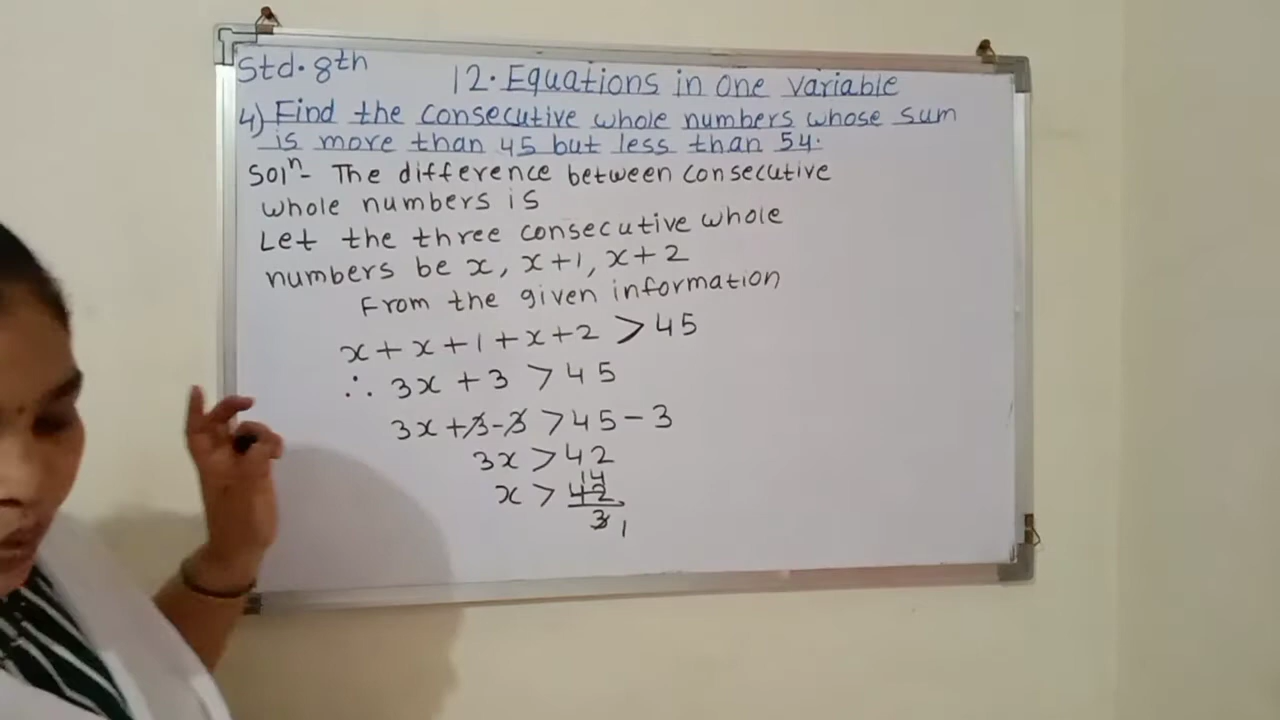 Std. 8th
12. Equations in one variable
4) Find the consecutive whole numbers whose sum
is more than 45 but less than 54.
Solⁿ- The difference between consecutive
whole numbers is
Let the three consecutive whole
numbers be x, x+1, x+2
From the given information
x + x + 1 + x + 2 > 45
∴ 3x + 3 > 45
3x + 3 - 3 > 45 - 3
3x > 42
14
x > 42
3 1